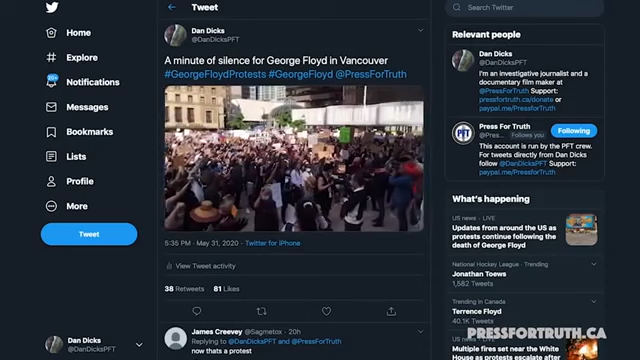 Home
Explore
20+
Notifications
Messages
Bookmarks
Lists
Profile
More
Tweet
Dan Dicks
@DanDicksPFT
Tweet
Dan Dicks
@DanDicksPFT
A minute of silence for George Floyd in Vancouver
#GeorgeFloydProtests #GeorgeFloyd @PressForTruth
5:35 PM · May 31, 2020 · Twitter for iPhone
View Tweet activity
38 Retweets 81 Likes
James Creevey @Sagmetox · 20h
Replying to @DanDicksPFT and @PressForTruth
now thats a protest
Search Twitter
Relevant people
Dan Dicks
@DanDicksPFT
I'm an investigative journalist and a
documentary film maker at
@PressForTruth Support:
pressfortruth.ca/donate or
paypal.me/PressForTruth
Press For Truth
@Pres... Follows you
Following
PFT
This account is run by the PFT crew.
For tweets directly from Dan Dicks
follow @DanDicksPFT Support:
paypal.me/PressForTruth
What's happening
US news · LIVE
Updates from around the US as
protests continue following the
death of George Floyd
National Hockey League · Trending
Jonathan Toews
1,582 Tweets
Trending in Canada
Terrence Floyd
40.1K Tweets
US news · LIVE
Multiple fires set near the White
House as protests escalate after
PRESSFORTRUTH.CA